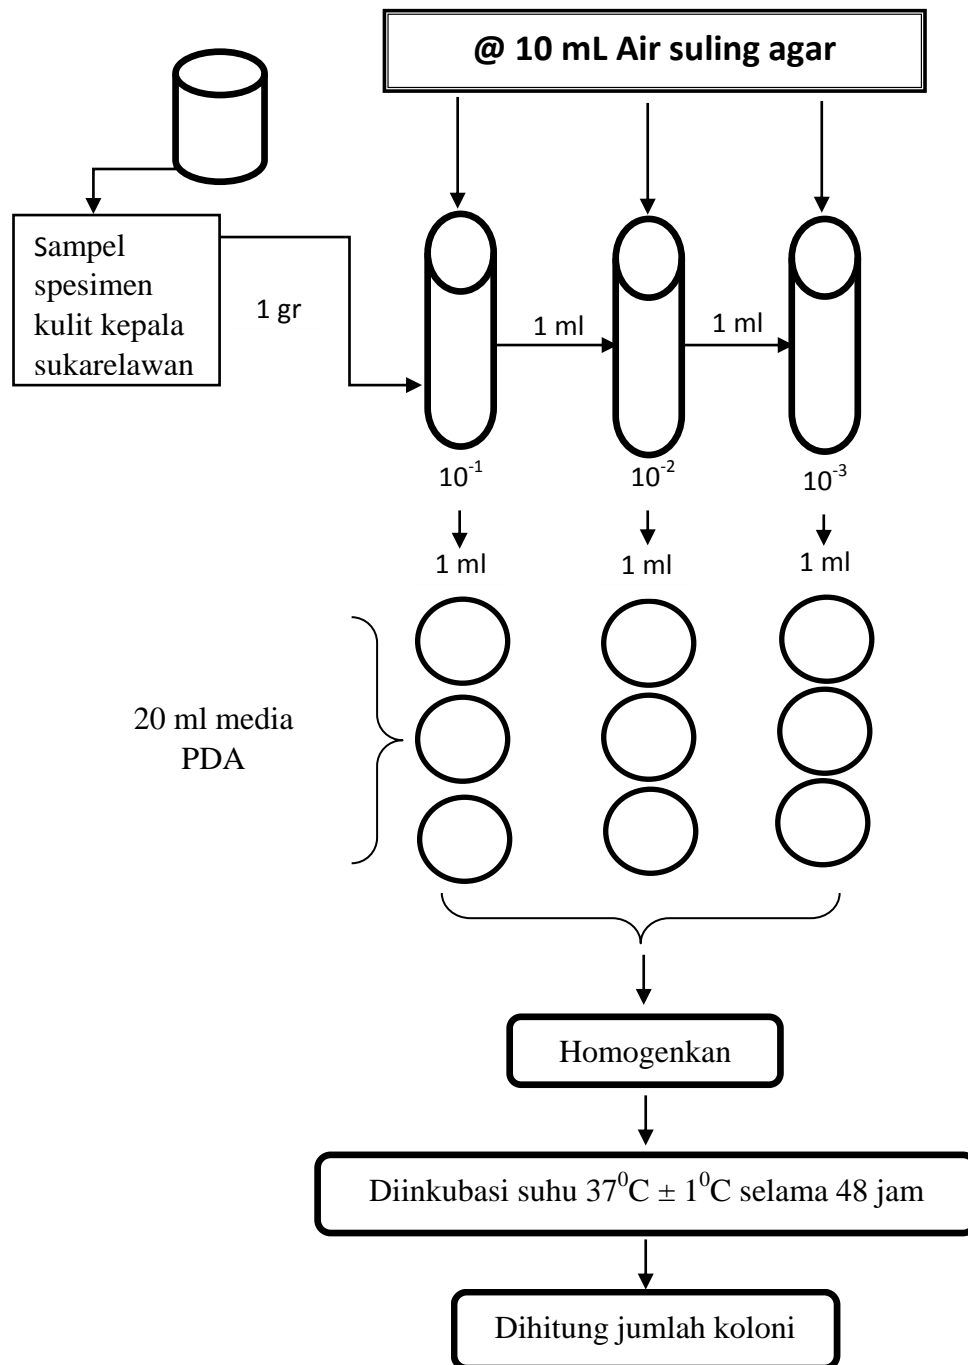 @ 10 mL Air suling agar
Sampel
spesimen
kulit kepala
sukarelawan
1 gr
1 ml
1 ml
10⁻¹
10⁻²
10⁻³
1 ml
1 ml
1 ml
20 ml media
PDA
Homogenkan
Diinkubasi suhu 37⁰C ± 1⁰C selama 48 jam
Dihitung jumlah koloni